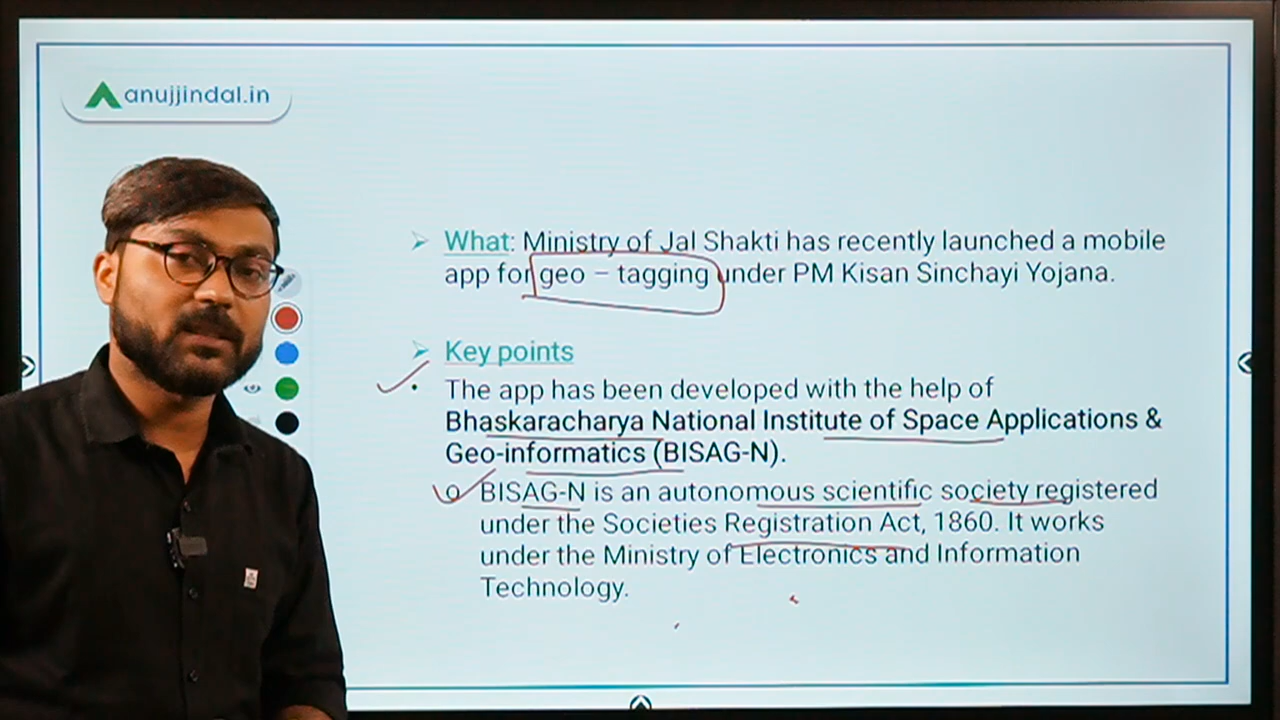 anujjindal.in
What: Ministry of Jal Shakti has recently launched a mobile
app for geo – tagging under PM Kisan Sinchayi Yojana.
Key points
The app has been developed with the help of
Bhaskaracharya National Institute of Space Applications &
Geo-informatics (BISAG-N).
BISAG-N is an autonomous scientific society registered
under the Societies Registration Act, 1860. It works
under the Ministry of Electronics and Information
Technology.